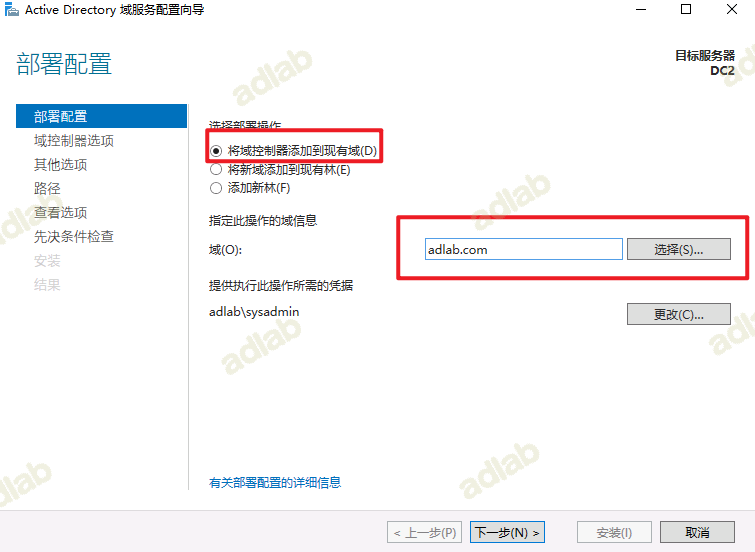 Active Directory 域服务配置向导
部署配置
目标服务器
DC2
部署配置
域控制器选项
其他选项
路径
查看选项
先决条件检查
安装
结果
选择部署操作
将域控制器添加到现有域(D)
将新域添加到现有林(E)
添加新林(F)
指定此操作的域信息
域(O):
adlab.com
选择(S)...
提供执行此操作所需的凭据
adlab\sysadmin
更改(C)...
有关部署配置的详细信息
< 上一步(P)
下一步(N) >
安装(I)
取消
adlab
adlab
adlab
adlab
adlab
adlab
adlab
adlab